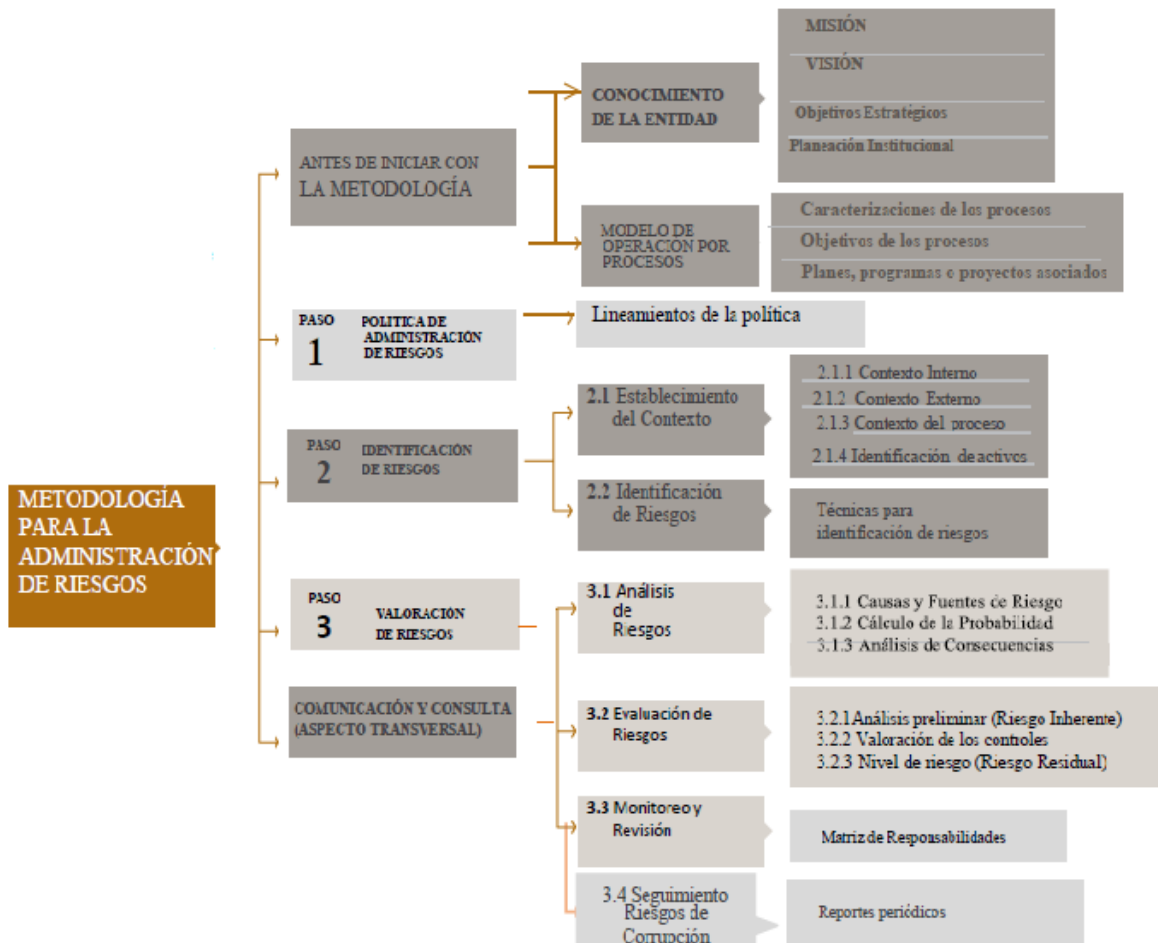 METODOLOGÍA
PARA LA
ADMINISTRACIÓN
DE RIESGOS
ANTES DE INICIAR CON
LA METODOLOGÍA
CONOCIMIENTO
DE LA ENTIDAD
MISIÓN
VISIÓN
Objetivos Estratégicos
Planeación Institucional
MODELO DE
OPERACIÓN POR
PROCESOS
Caracterizaciones de los procesos
Objetivos de los procesos
Planes, programas o proyectos asociados
PASO
1
POLITICA DE
ADMINISTRACIÓN
DE RIESGOS
Lineamientos de la política
PASO
2
IDENTIFICACIÓN
DE RIESGOS
2.1 Establecimiento
del Contexto
2.1.1 Contexto Interno
2.1.2 Contexto Externo
2.1.3 Contexto del proceso
2.1.4 Identificación de activos
2.2 Identificación
de Riesgos
Técnicas para
identificación de riesgos
PASO
3
VALORACIÓN
DE RIESGOS
3.1 Análisis
de
Riesgos
3.1.1 Causas y Fuentes de Riesgo
3.1.2 Cálculo de la Probabilidad
3.1.3 Análisis de Consecuencias
3.2 Evaluación de
Riesgos
3.2.1Análisis preliminar (Riesgo Inherente)
3.2.2 Valoración de los controles
3.2.3 Nivel de riesgo (Riesgo Residual)
3.3 Monitoreo y
Revisión
Matriz de Responsabilidades
3.4 Seguimiento
Riesgos de
Corrupción
Reportes periódicos
COMUNICACIÓN Y CONSULTA
(ASPECTO TRANSVERSAL)